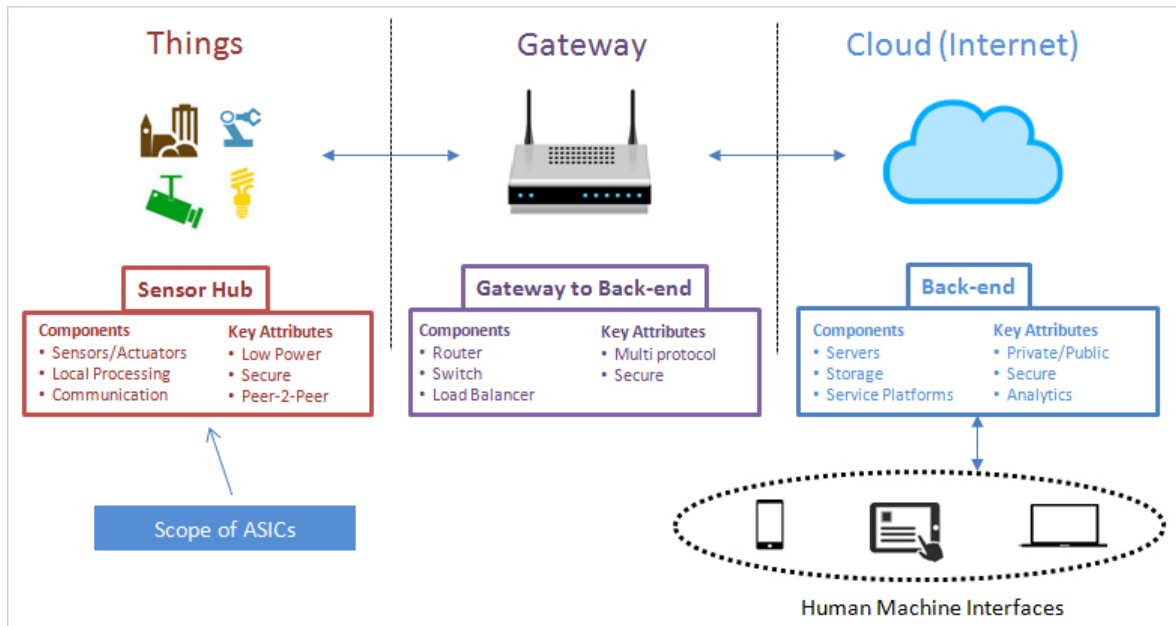 Things
Gateway
Cloud (Internet)
Sensor Hub
Components
• Sensors/Actuators
• Local Processing
• Communication
Key Attributes
• Low Power
• Secure
• Peer-2-Peer
Gateway to Back-end
Components
• Router
• Switch
• Load Balancer
Key Attributes
• Multi protocol
• Secure
Back-end
Components
• Servers
• Storage
• Service Platforms
Key Attributes
• Private/Public
• Secure
• Analytics
Scope of ASICs
Human Machine Interfaces